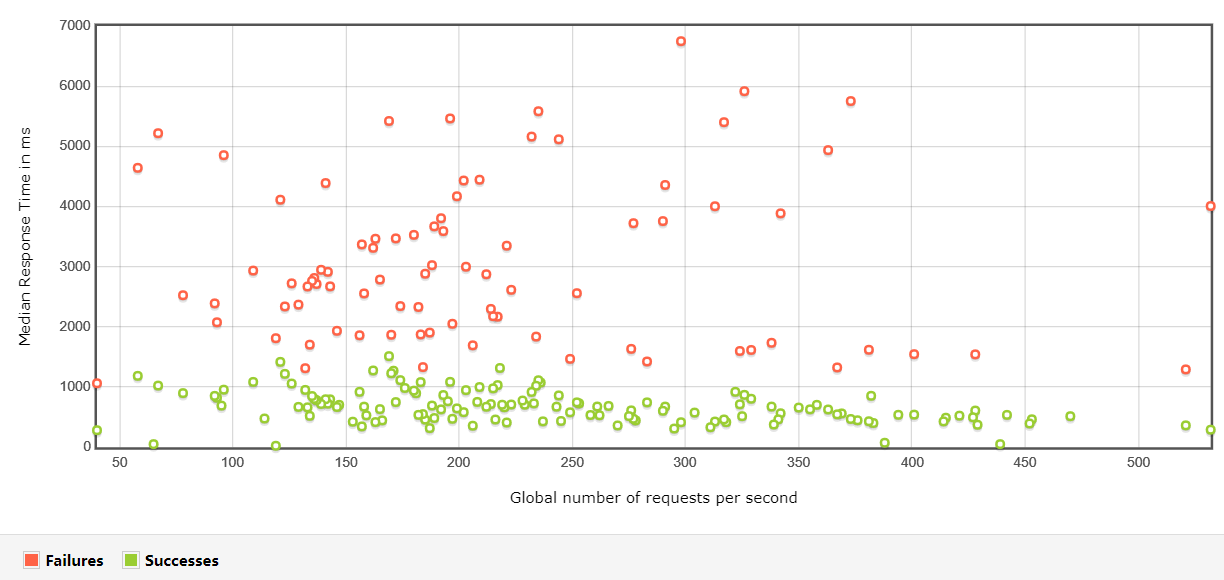 Median Response Time in ms
7000
6000
5000
4000
3000
2000
1000
0
50 100 150 200 250 300 350 400 450 500
Global number of requests per second
Failures Successes